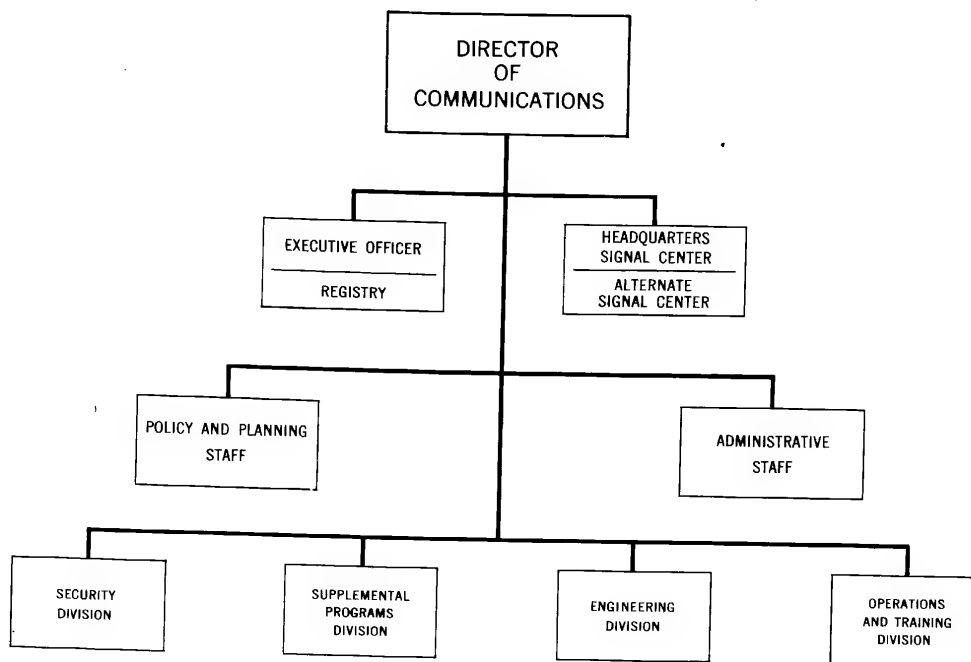 DIRECTOR
OF
COMMUNICATIONS
EXECUTIVE OFFICER
REGISTRY
HEADQUARTERS
SIGNAL CENTER
ALTERNATE
SIGNAL CENTER
POLICY AND PLANNING
STAFF
ADMINISTRATIVE
STAFF
SECURITY
DIVISION
SUPPLEMENTAL
PROGRAMS
DIVISION
ENGINEERING
DIVISION
OPERATIONS
AND TRAINING
DIVISION